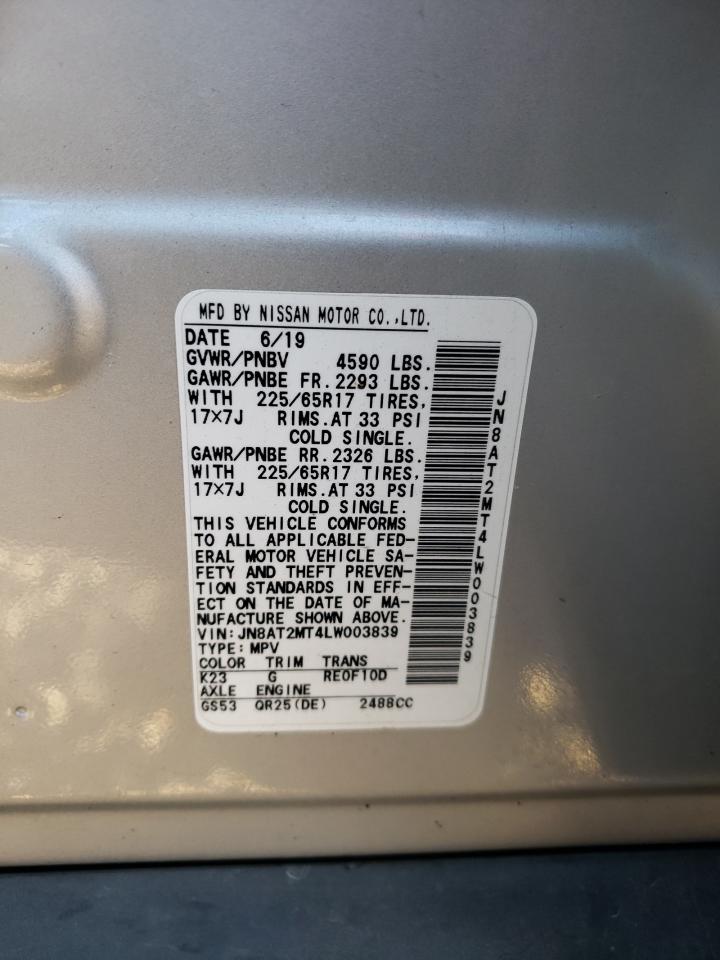 MFD BY NISSAN MOTOR CO.,LTD.
DATE 6/19
GVWR/PNBV 4590 LBS.
GAWR/PNBE FR.2293 LBS.
WITH 225/65R17 TIRES,
17×7J RIMS.AT 33 PSI
COLD SINGLE.
GAWR/PNBE RR.2326 LBS.
WITH 225/65R17 TIRES,
17×7J RIMS.AT 33 PSI
COLD SINGLE.
THIS VEHICLE CONFORMS
TO ALL APPLICABLE FED-
ERAL MOTOR VEHICLE SA-
FETY AND THEFT PREVEN-
TION STANDARDS IN EFF-
ECT ON THE DATE OF MA-
NUFACTURE SHOWN ABOVE.
VIN:JN8AT2MT4LW003839
TYPE:MPV
COLOR TRIM TRANS
K23 G RE0F10D
AXLE ENGINE
GS53 QR25(DE) 2488CC
JN8AT2MT4LW003839